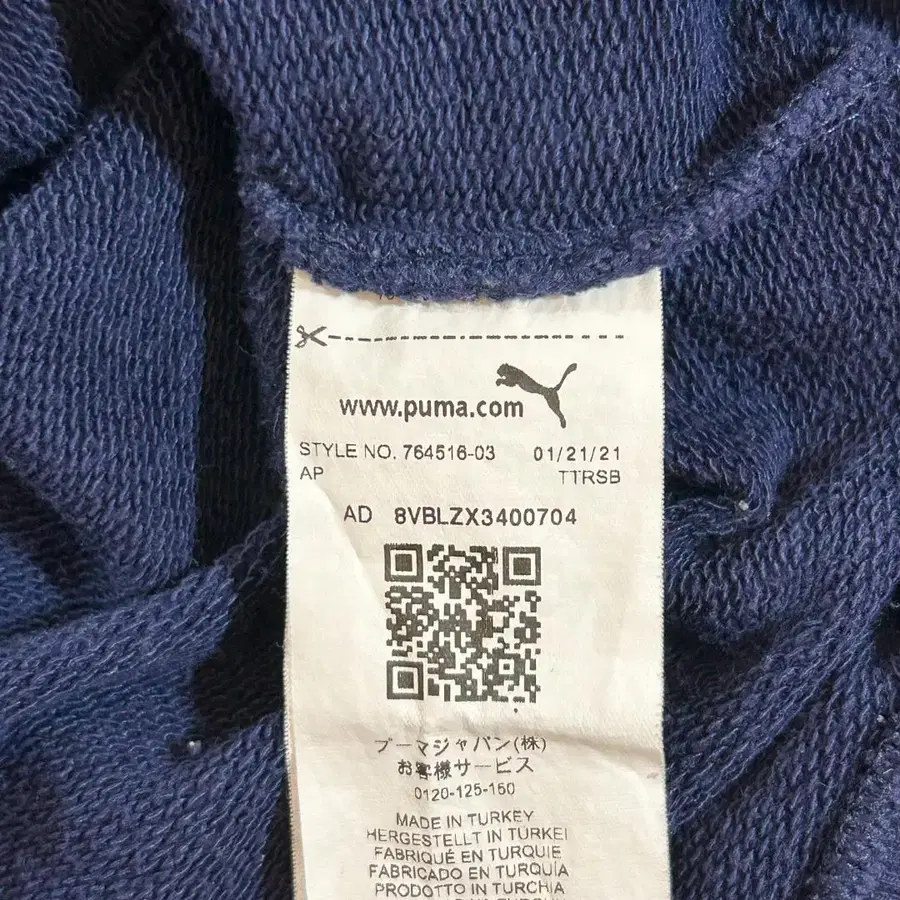 www.puma.com
STYLE NO. 764516-03 01/21/21
AP TTRSB
AD 8VBLZX3400704
プーマジャパン(株)
お客様サービス
0120-125-150
MADE IN TURKEY
HERGESTELLT IN TÜRKEI
FABRIQUÉ EN TURQUIE
FABRICADO EN TURQUÍA
PRODOTTO IN TURCHIA